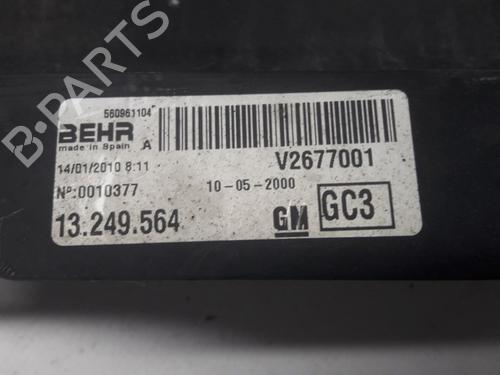 B-PARTS
560961104
BEHR
made in Spain A
14/01/2010 8:11
V2677001
Nº:0010377
10-05-2000
13.249.564
GM
GC3